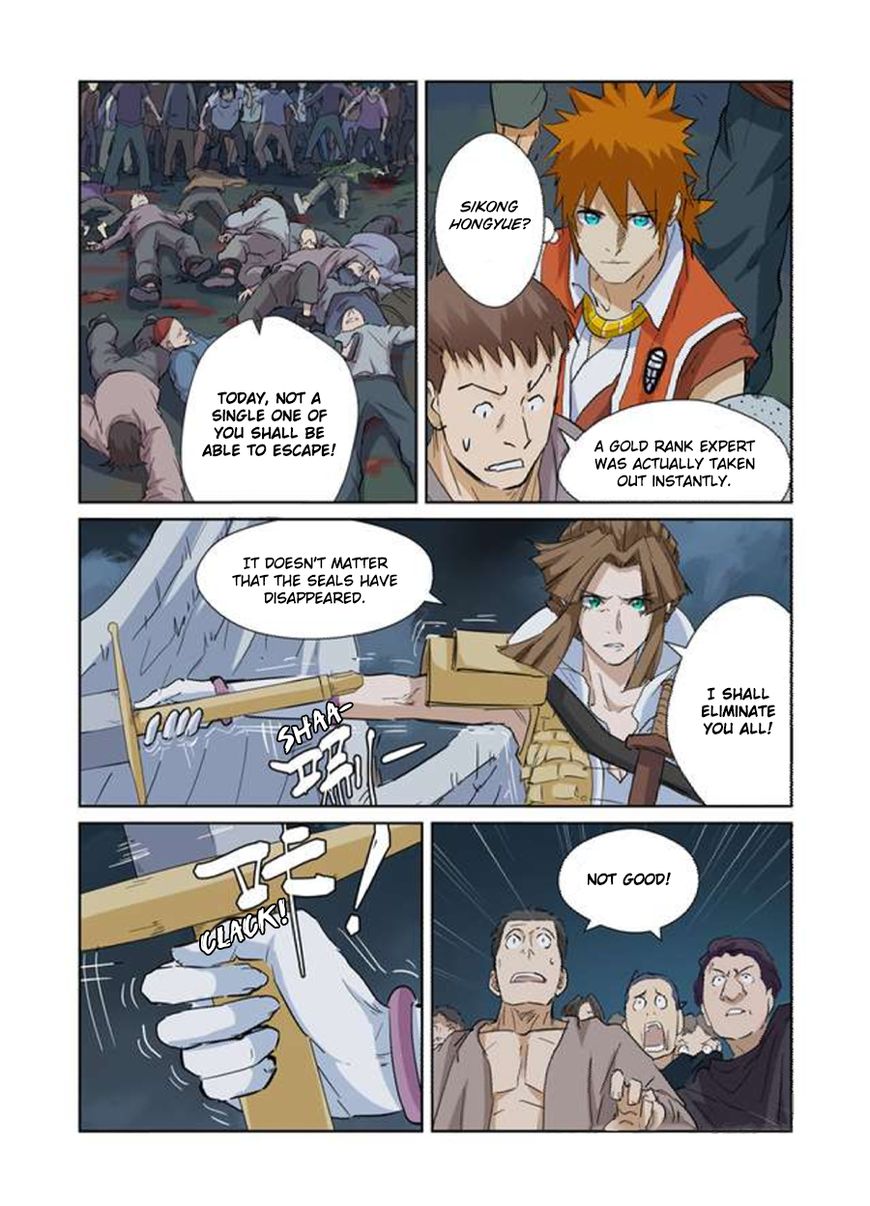 TODAY, NOT A
SINGLE ONE OF
YOU SHALL BE
ABLE TO ESCAPE!
SIKONG
HONGYUE?
A GOLD RANK EXPERT
WAS ACTUALLY TAKEN
OUT INSTANTLY.
IT DOESN'T MATTER
THAT THE SEALS HAVE
DISAPPEARED.
SHAA-
I SHALL
ELIMINATE
YOU ALL!
CLACK!
NOT GOOD!